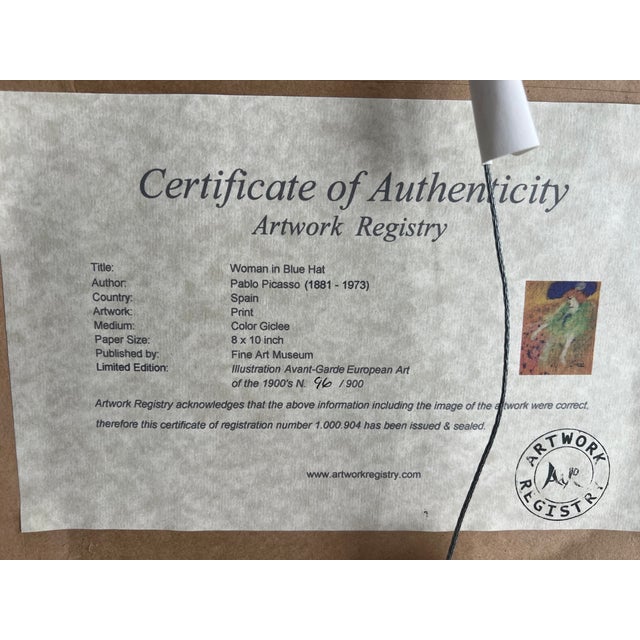 Certificate of Authenticity
Artwork Registry
Title: Woman in Blue Hat
Author: Pablo Picasso (1881 - 1973)
Country: Spain
Artwork: Print
Medium: Color Giclee
Paper Size: 8 x 10 inch
Published by: Fine Art Museum
Limited Edition: Illustration Avant-Garde European Art
of the 1900's N. 96 / 900
Artwork Registry acknowledges that the above information including the image of the artwork were correct,
therefore this certificate of registration number 1.000.904 has been issued & sealed.
www.artworkregistry.com
ARTWORK
REGISTRY